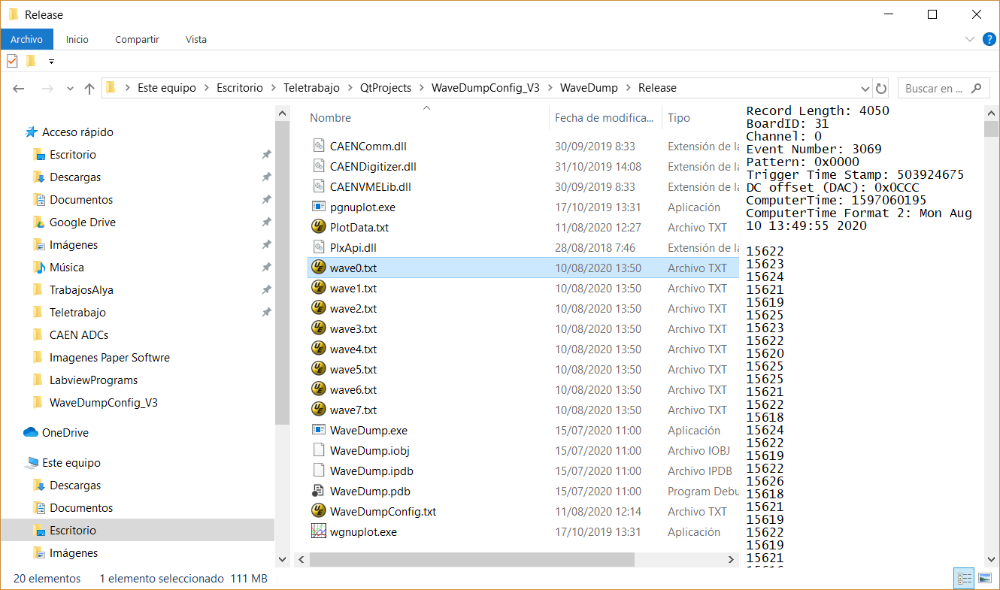 Release
Archivo Inicio Compartir Vista
Este equipo Escritorio Teletrabajo QtProjects WaveDumpConfig_V3 WaveDump Release
Buscar en ...
Acceso rápido
Escritorio
Descargas
Documentos
Google Drive
Imágenes
Música
TrabajosAlya
Teletrabajo
CAEN ADCs
Imagenes Paper Softwre
LabviewPrograms
WaveDumpConfig_V3
OneDrive
Este equipo
Descargas
Documentos
Escritorio
Imágenes
Nombre Fecha de modifica... Tipo
CAENComm.dll 30/09/2019 8:33 Extensión de la
CAENDigitizer.dll 31/10/2019 14:08 Extensión de la
CAENVMELib.dll 30/09/2019 8:33 Extensión de la
pgnuplot.exe 17/10/2019 13:31 Aplicación
PlotData.txt 11/08/2020 12:27 Archivo TXT
PlxApi.dll 28/08/2018 7:46 Extensión de la
wave0.txt 10/08/2020 13:50 Archivo TXT
wave1.txt 10/08/2020 13:50 Archivo TXT
wave2.txt 10/08/2020 13:50 Archivo TXT
wave3.txt 10/08/2020 13:50 Archivo TXT
wave4.txt 10/08/2020 13:50 Archivo TXT
wave5.txt 10/08/2020 13:50 Archivo TXT
wave6.txt 10/08/2020 13:50 Archivo TXT
wave7.txt 10/08/2020 13:50 Archivo TXT
WaveDump.exe 15/07/2020 11:00 Aplicación
WaveDump.iobj 15/07/2020 11:00 Archivo IOBJ
WaveDump.ipdb 15/07/2020 11:00 Archivo IPDB
WaveDump.pdb 15/07/2020 11:00 Program Debu
WaveDumpConfig.txt 11/08/2020 12:14 Archivo TXT
wgnuplot.exe 17/10/2019 13:31 Aplicación
Record Length: 4050
BoardID: 31
Channel: 0
Event Number: 3069
Pattern: 0x0000
Trigger Time Stamp: 503924675
DC offset (DAC): 0x0CCC
ComputerTime: 1597060195
ComputerTime Format 2: Mon Aug
10 13:49:55 2020
15622
15623
15624
15621
15619
15625
15623
15622
15620
15625
15625
15621
15622
15618
15624
15622
15619
15622
15626
15618
15621
15619
15622
15619
15621
20 elementos 1 elemento seleccionado 111 MB